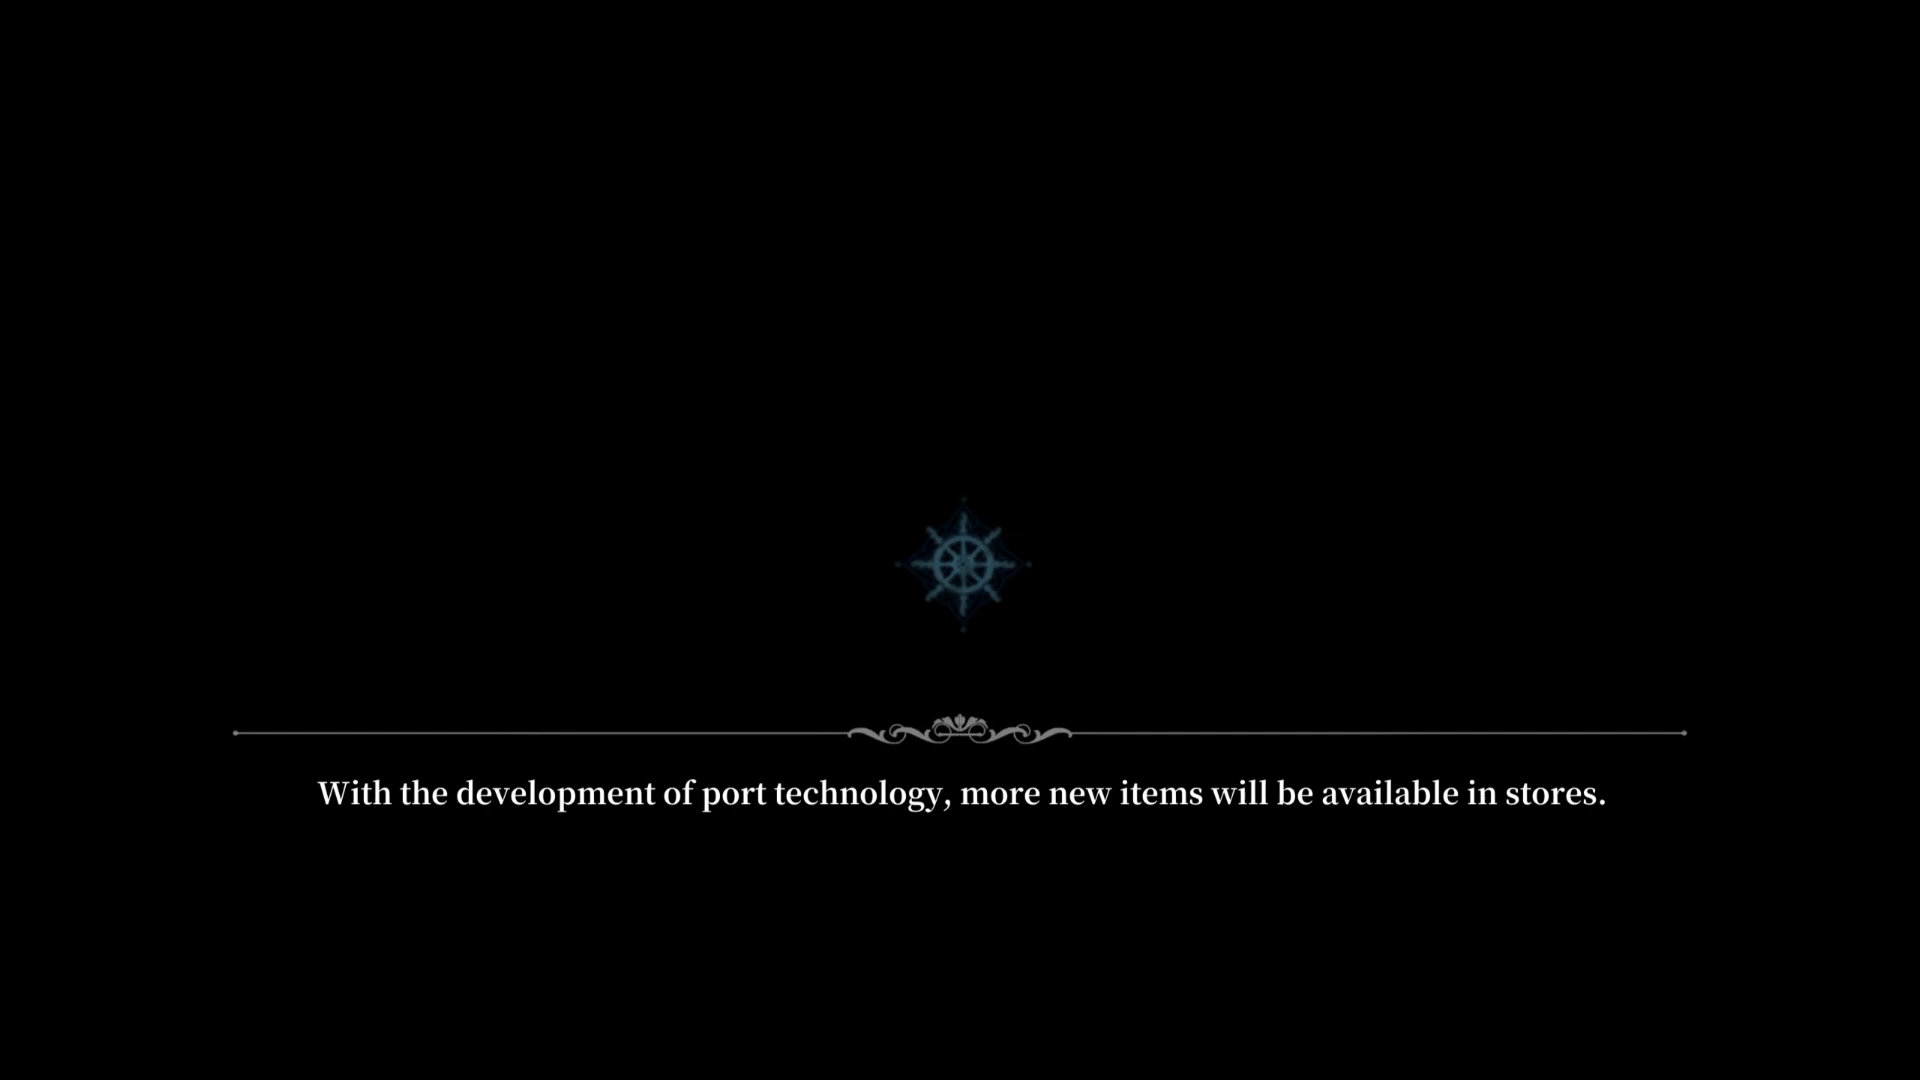 With the development of port technology, more new items will be available in stores.